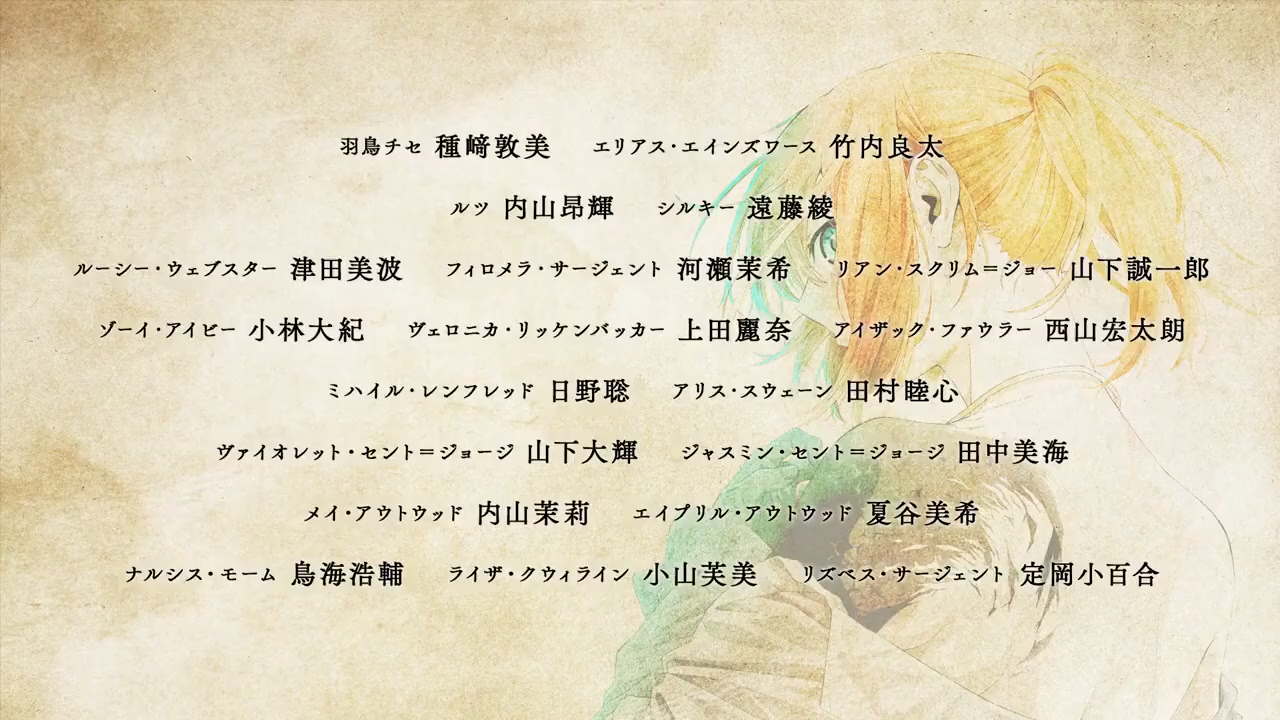 羽鳥チセ 種﨑敦美 エリアス・エインズワース 竹内良太
ルツ 内山昂輝 シルキー 遠藤綾
ルーシー・ウェブスター 津田美波 フィロメラ・サージェント 河瀬茉希 リアン・スクリム＝ジョー 山下誠一郎
ゾーイ・アイビー 小林大紀 ヴェロニカ・リッケンバッカー 上田麗奈 アイザック・ファウラー 西山宏太朗
ミハイル・レンフレッド 日野聡 アリス・スウェーン 田村睦心
ヴァイオレット・セント＝ジョージ 山下大輝 ジャスミン・セント＝ジョージ 田中美海
メイ・アウトウッド 内山茉莉 エイプリル・アウトウッド 夏谷美希
ナルシス・モーム 鳥海浩輔 ライザ・クウィライン 小山芙美 リズベス・サージェント 定岡小百合